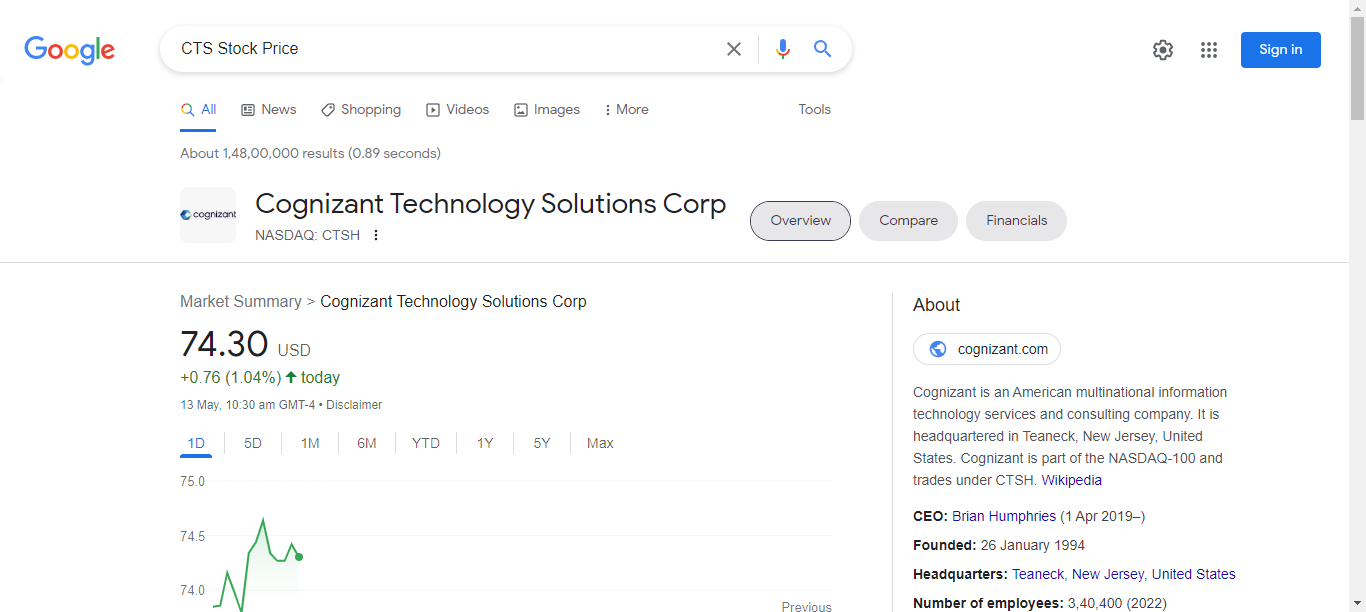 Google
CTS Stock Price
Sign in
All News Shopping Videos Images More Tools
About 1,48,00,000 results (0.89 seconds)
cognizant
Cognizant Technology Solutions Corp
NASDAQ: CTSH
Overview Compare Financials
Market Summary > Cognizant Technology Solutions Corp
74.30 USD
+0.76 (1.04%) today
13 May, 10:30 am GMT-4 • Disclaimer
1D 5D 1M 6M YTD 1Y 5Y Max
75.0
74.5
74.0
Previous
About
cognizant.com
Cognizant is an American multinational information
technology services and consulting company. It is
headquartered in Teaneck, New Jersey, United
States. Cognizant is part of the NASDAQ-100 and
trades under CTSH. Wikipedia
CEO: Brian Humphries (1 Apr 2019–)
Founded: 26 January 1994
Headquarters: Teaneck, New Jersey, United States
Number of employees: 3,40,400 (2022)